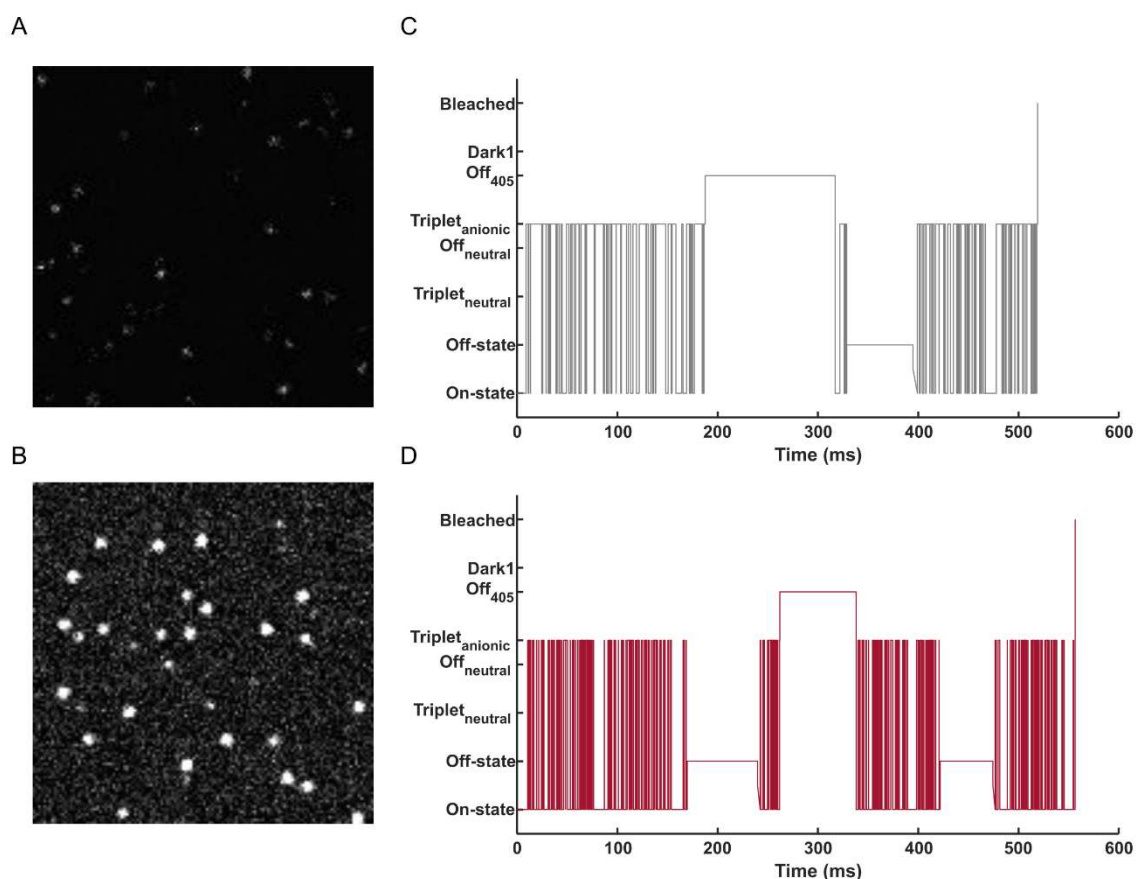 A
C
Bleached
Dark1
Off405
Tripletanionic
Offneutral
Tripletneutral
Off-state
On-state
0 100 200 300 400 500 600
Time (ms)
B
D
Bleached
Dark1
Off405
Tripletanionic
Offneutral
Tripletneutral
Off-state
On-state
0 100 200 300 400 500 600
Time (ms)